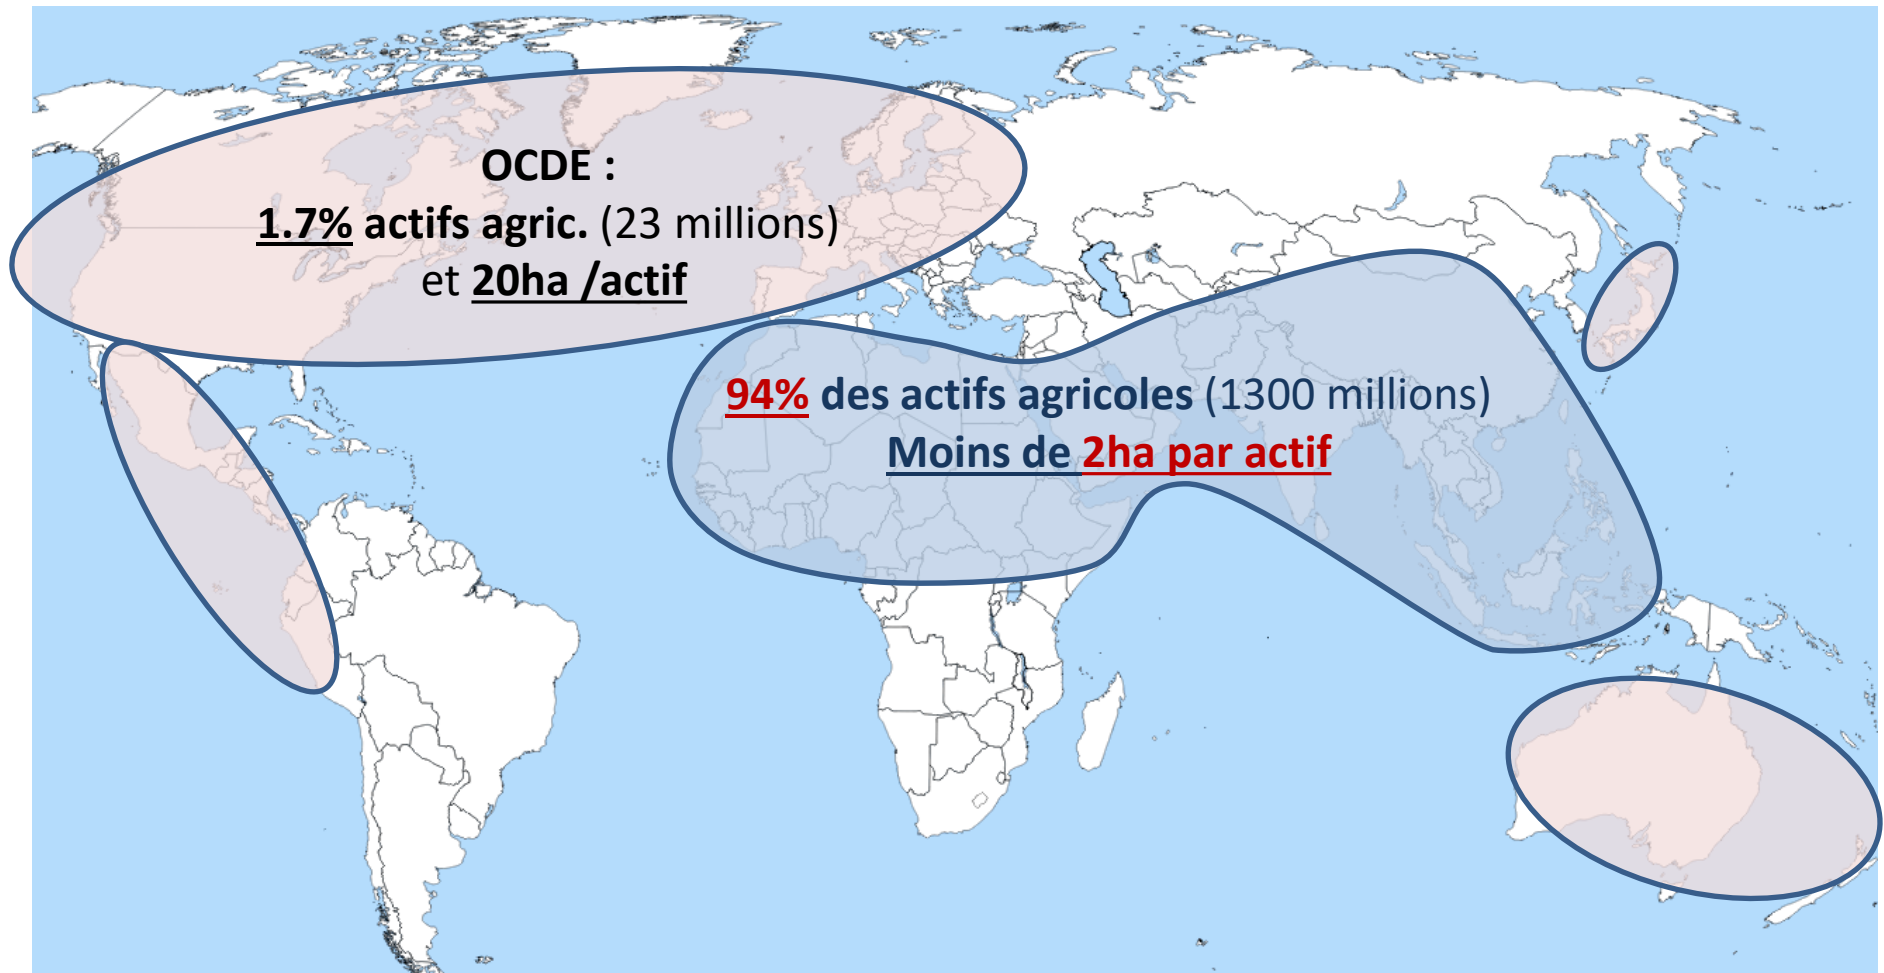 OCDE :
1.7% actifs agric. (23 millions)
et 20ha /actif
94% des actifs agricoles (1300 millions)
Moins de 2ha par actif